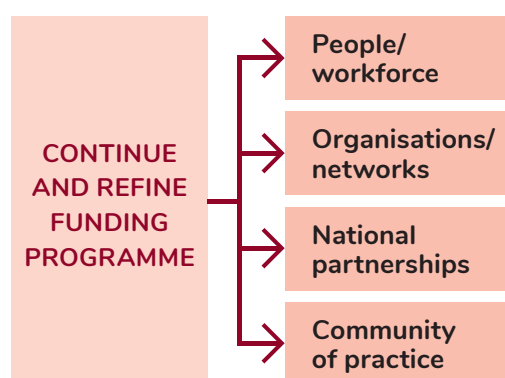 CONTINUE
AND REFINE
FUNDING
PROGRAMME
People/
workforce
Organisations/
networks
National
partnerships
Community
of practice